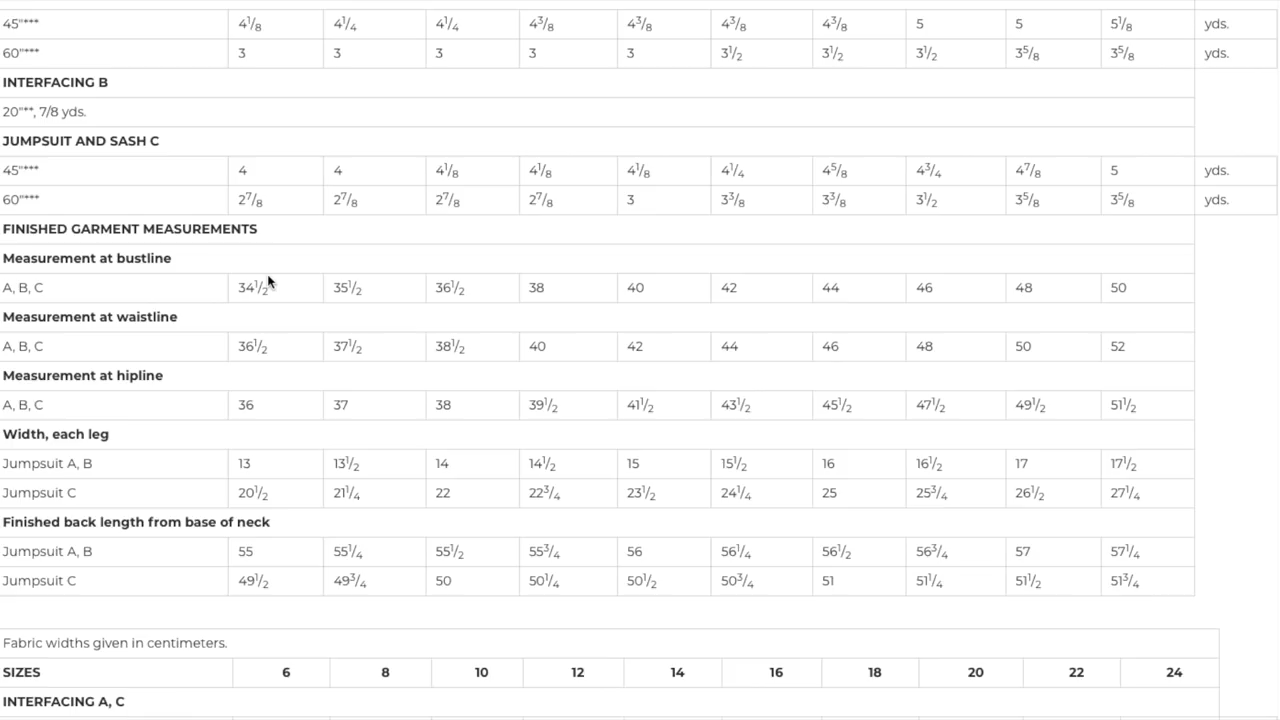 45"*** 4 1/8 4 1/4 4 1/4 4 3/8 4 3/8 4 3/8 4 3/8 5 5 5 1/8 yds.
60"*** 3 3 3 3 3 3 1/2 3 1/2 3 1/2 3 5/8 3 5/8 yds.
INTERFACING B
20"**, 7/8 yds.
JUMPSUIT AND SASH C
45"*** 4 4 4 1/8 4 1/8 4 1/8 4 1/4 4 5/8 4 3/4 4 7/8 5 yds.
60"*** 2 7/8 2 7/8 2 7/8 2 7/8 3 3 3/8 3 3/8 3 1/2 3 5/8 3 5/8 yds.
FINISHED GARMENT MEASUREMENTS
Measurement at bustline
A, B, C 34 1/2 35 1/2 36 1/2 38 40 42 44 46 48 50
Measurement at waistline
A, B, C 36 1/2 37 1/2 38 1/2 40 42 44 46 48 50 52
Measurement at hipline
A, B, C 36 37 38 39 1/2 41 1/2 43 1/2 45 1/2 47 1/2 49 1/2 51 1/2
Width, each leg
Jumpsuit A, B 13 13 1/2 14 14 1/2 15 15 1/2 16 16 1/2 17 17 1/2
Jumpsuit C 20 1/2 21 1/4 22 22 3/4 23 1/2 24 1/4 25 25 3/4 26 1/2 27 1/4
Finished back length from base of neck
Jumpsuit A, B 55 55 1/4 55 1/2 55 3/4 56 56 1/4 56 1/2 56 3/4 57 57 1/4
Jumpsuit C 49 1/2 49 3/4 50 50 1/4 50 1/2 50 3/4 51 51 1/4 51 1/2 51 3/4
Fabric widths given in centimeters.
SIZES 6 8 10 12 14 16 18 20 22 24
INTERFACING A, C